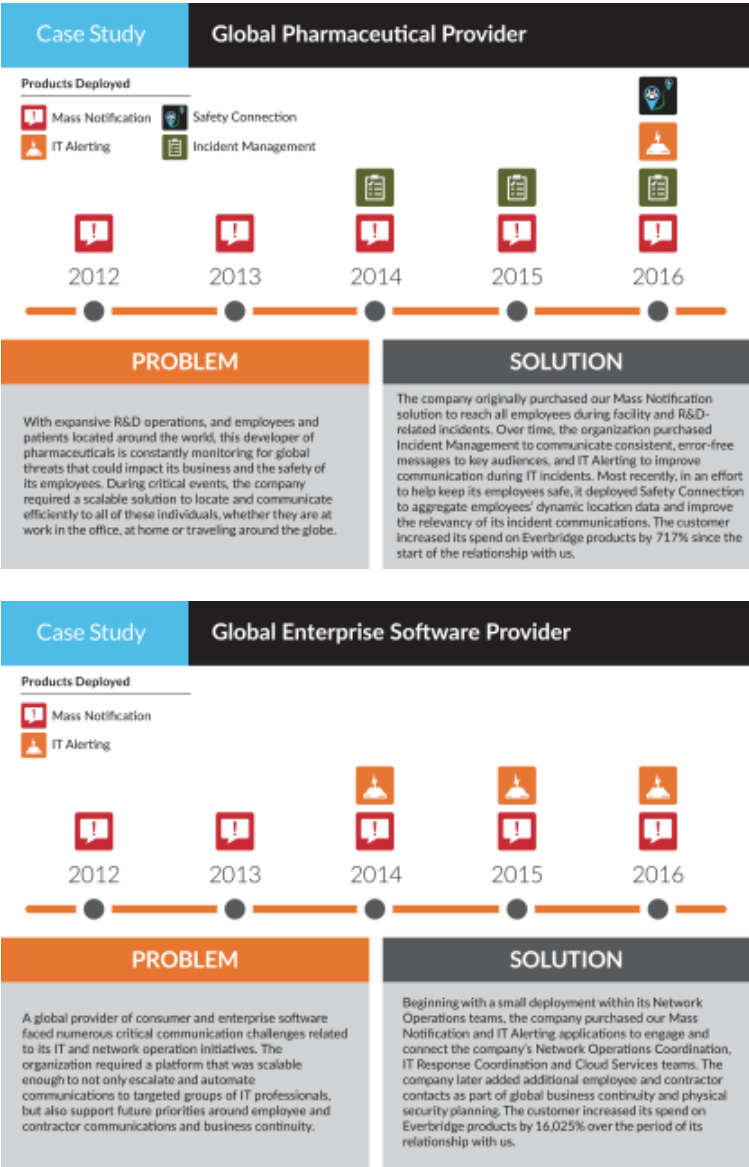 Case Study
Global Pharmaceutical Provider
Products Deployed
Mass Notification
Safety Connection
IT Alerting
Incident Management
2012
2013
2014
2015
2016
PROBLEM
With expansive R&D operations, and employees and
patients located around the world, this developer of
pharmaceuticals is constantly monitoring for global
threats that could impact its business and the safety of
its employees. During critical events, the company
required a scalable solution to locate and communicate
efficiently to all of these individuals, whether they are at
work in the office, at home or traveling around the globe.
SOLUTION
The company originally purchased our Mass Notification
solution to reach all employees during facility and R&D-
related incidents. Over time, the organization purchased
Incident Management to communicate consistent, error-free
messages to key audiences, and IT Alerting to improve
communication during IT incidents. Most recently, in an effort
to help keep its employees safe, it deployed Safety Connection
to aggregate employees' dynamic location data and improve
the relevancy of its incident communications. The customer
increased its spend on Everbridge products by 717% since the
start of the relationship with us.
Case Study
Global Enterprise Software Provider
Products Deployed
Mass Notification
IT Alerting
2012
2013
2014
2015
2016
PROBLEM
A global provider of consumer and enterprise software
faced numerous critical communication challenges related
to its IT and network operation initiatives. The
organization required a platform that was scalable
enough to not only escalate and automate
communications to targeted groups of IT professionals,
but also support future priorities around employee and
contractor communications and business continuity.
SOLUTION
Beginning with a small deployment within its Network
Operations teams, the company purchased our Mass
Notification and IT Alerting applications to engage and
connect the company's Network Operations Coordination,
IT Response Coordination and Cloud Services teams. The
company later added additional employee and contractor
contacts as part of global business continuity and physical
security planning. The customer increased its spend on
Everbridge products by 16,025% over the period of its
relationship with us.